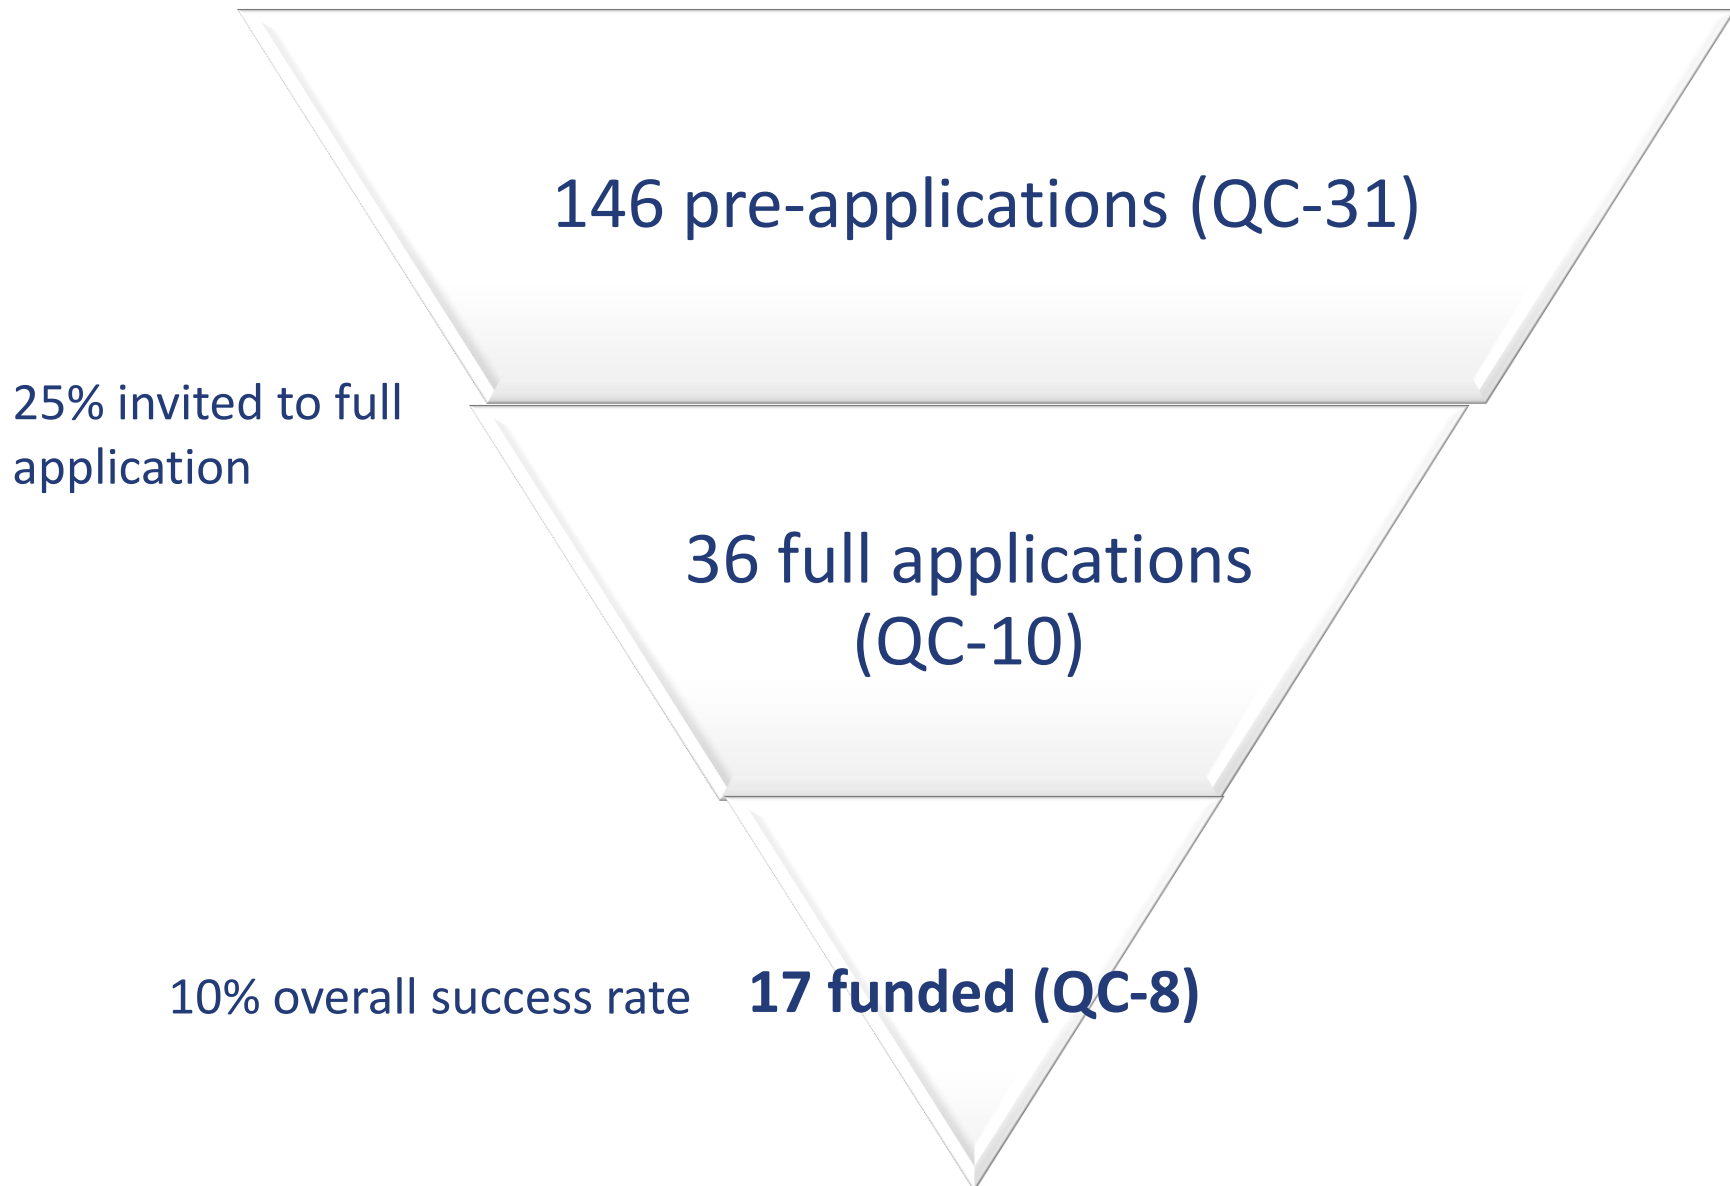 146 pre-applications (QC-31)
25% invited to full
application
36 full applications
(QC-10)
10% overall success rate
17 funded (QC-8)